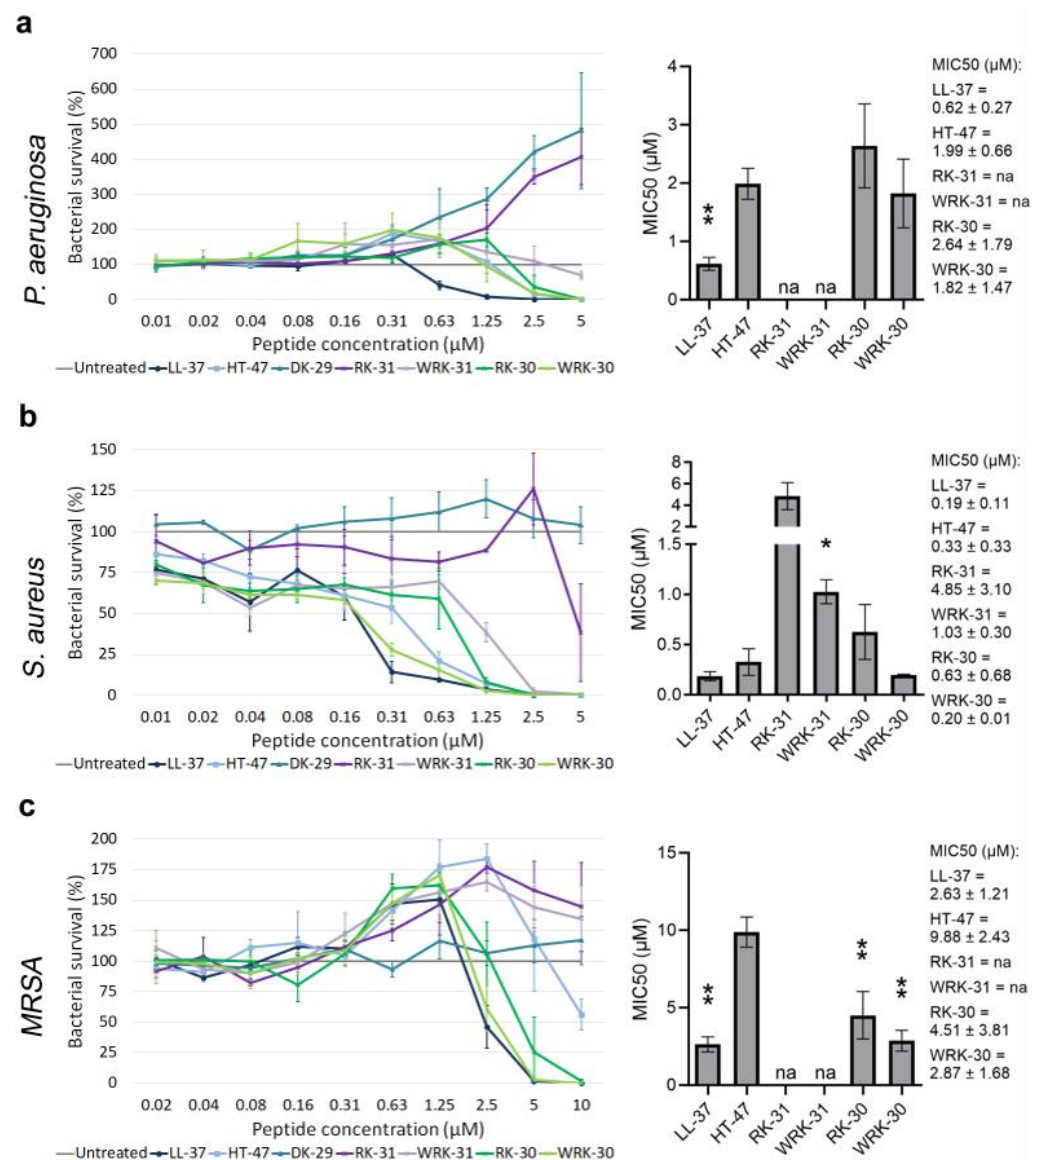 a
P. aeruginosa
Bacterial survival (%)
700
600
500
400
300
200
100
0
0.01 0.02 0.04 0.08 0.16 0.31 0.63 1.25 2.5 5
Peptide concentration (µM)
Untreated LL-37 HT-47 DK-29 RK-31 WRK-31 RK-30 WRK-30
MIC50 (µM)
4
3
2
1
0
**
na na
LL-37 HT-47 RK-31 WRK-31 RK-30 WRK-30
MIC50 (µM):
LL-37 =
0.62 ± 0.27
HT-47 =
1.99 ± 0.66
RK-31 = na
WRK-31 = na
RK-30 =
2.64 ± 1.79
WRK-30 =
1.82 ± 1.47
b
S. aureus
Bacterial survival (%)
150
125
100
75
50
25
0
0.01 0.02 0.04 0.08 0.16 0.31 0.63 1.25 2.5 5
Peptide concentration (µM)
Untreated LL-37 HT-47 DK-29 RK-31 WRK-31 RK-30 WRK-30
MIC50 (µM)
8
6
4
2
1.5
1.0
0.5
0.0
*
LL-37 HT-47 RK-31 WRK-31 RK-30 WRK-30
MIC50 (µM):
LL-37 =
0.19 ± 0.11
HT-47 =
0.33 ± 0.33
RK-31 =
4.85 ± 3.10
WRK-31 =
1.03 ± 0.30
RK-30 =
0.63 ± 0.68
WRK-30 =
0.20 ± 0.01
c
MRSA
Bacterial survival (%)
200
175
150
125
100
75
50
25
0
0.02 0.04 0.08 0.16 0.31 0.63 1.25 2.5 5 10
Peptide concentration (µM)
Untreated LL-37 HT-47 DK-29 RK-31 WRK-31 RK-30 WRK-30
MIC50 (µM)
15
10
5
0
** ** **
na na
LL-37 HT-47 RK-31 WRK-31 RK-30 WRK-30
MIC50 (µM):
LL-37 =
2.63 ± 1.21
HT-47 =
9.88 ± 2.43
RK-31 = na
WRK-31 = na
RK-30 =
4.51 ± 3.81
WRK-30 =
2.87 ± 1.68